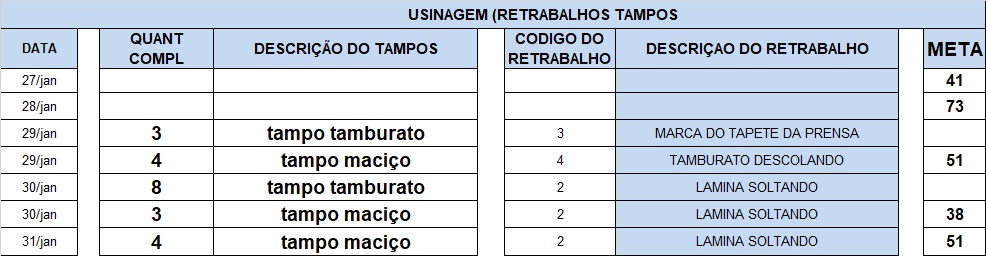 USINAGEM (RETRABALHOS TAMPOS
DATA QUANT COMPL DESCRIÇÃO DO TAMPOS CODIGO DO RETRABALHO DESCRIÇAO DO RETRABALHO META
27/jan 41
28/jan 73
29/jan 3 tampo tamburato 3 MARCA DO TAPETE DA PRENSA
29/jan 4 tampo maciço 4 TAMBURATO DESCOLANDO 51
30/jan 8 tampo tamburato 2 LAMINA SOLTANDO
30/jan 3 tampo maciço 2 LAMINA SOLTANDO 38
31/jan 4 tampo maciço 2 LAMINA SOLTANDO 51